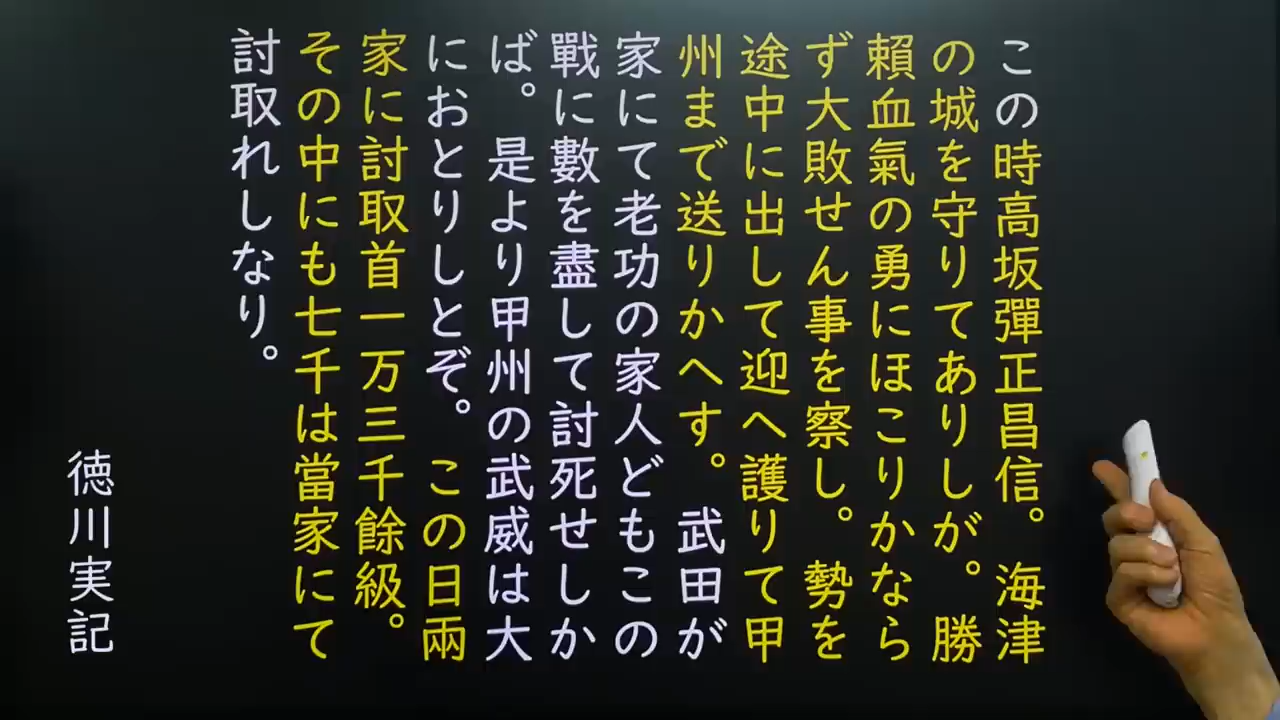 この時高坂彈正昌信。海津
の城を守りてありしが。勝
賴血氣の勇にほこりかなら
ず大敗せん事を察し。勢を
途中に出して迎へ護りて甲
州まで送りかへす。武田が
家にて老功の家人どもこの
戰に數を盡して討死せしか
ば。是より甲州の武威は大
におとりしとぞ。この日兩
家に討取首一万三千餘級。
その中にも七千は當家にて
討取れしなり。
徳川実記